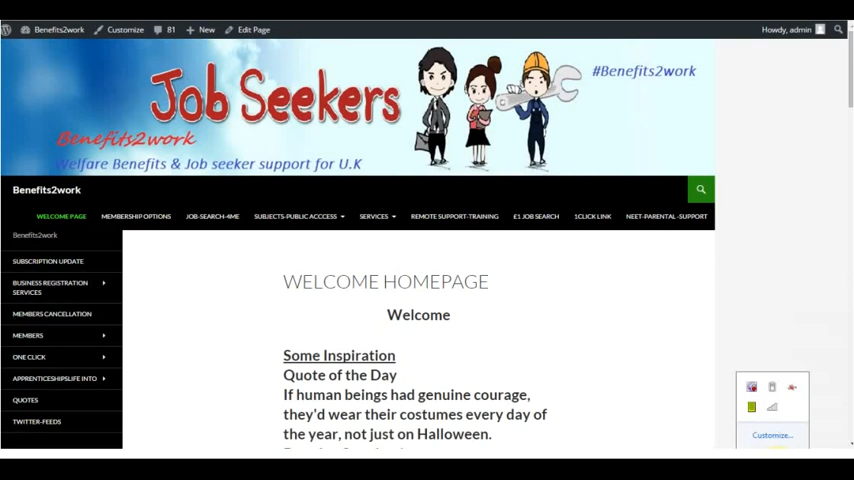 Benefits2work Customize 81 New Edit Page Howdy, admin
Job Seekers
#Benefits2work
Benefits2work
Welfare Benefits & Job seeker support for U.K
Benefits2work
WELCOME PAGE MEMBERSHIP OPTIONS JOB-SEARCH-4ME SUBJECTS-PUBLIC ACCCESS SERVICES REMOTE SUPPORT-TRAINING £1 JOB SEARCH 1CLICK LINK NEET-PARENTAL-SUPPORT
Benefits2work
SUBSCRIPTION UPDATE
BUSINESS REGISTRATION
SERVICES
MEMBERS CANCELLATION
MEMBERS
ONE CLICK
APPRENTICESHIPSLIFE INTO
QUOTES
TWITTER-FEEDS
WELCOME HOMEPAGE
Welcome
Some Inspiration
Quote of the Day
If human beings had genuine courage,
they'd wear their costumes every day of
the year, not just on Halloween.
Customize...